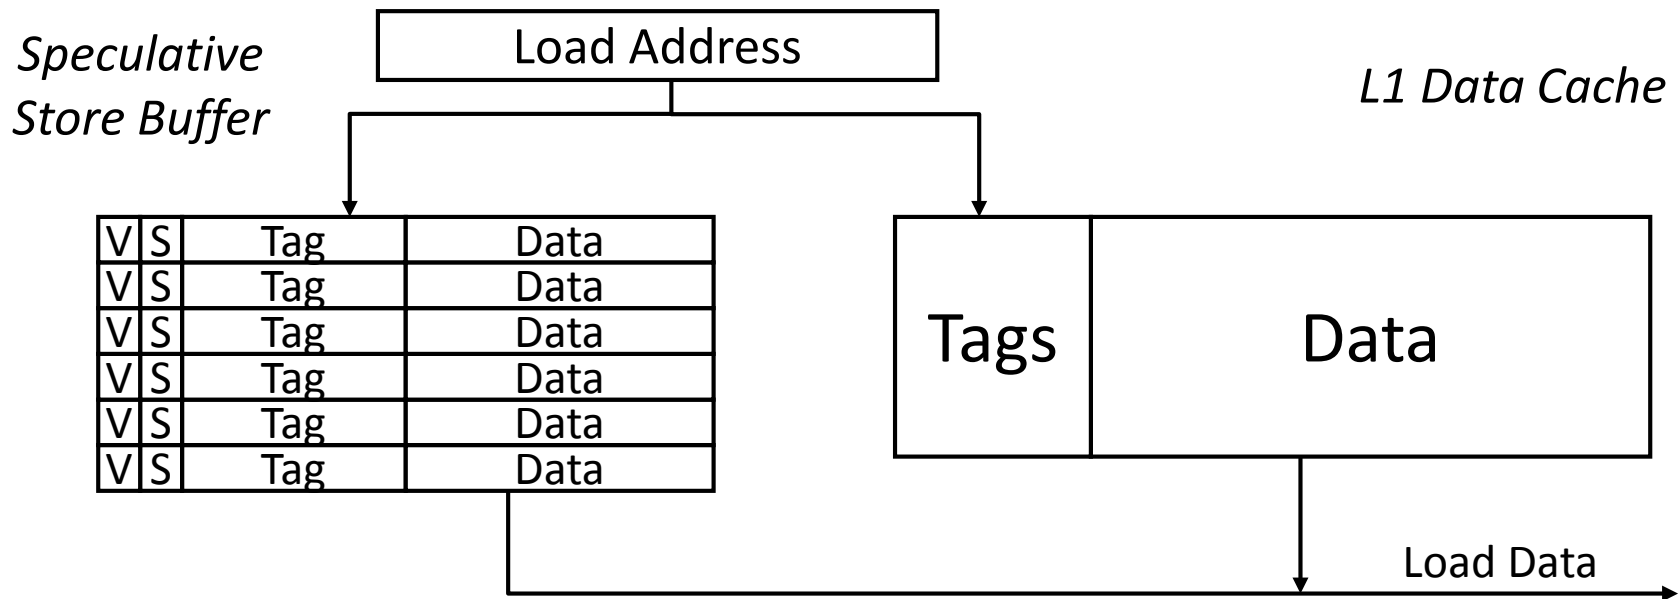 Speculative
Store Buffer
Load Address
L1 Data Cache
V S Tag Data
V S Tag Data
V S Tag Data
V S Tag Data
V S Tag Data
V S Tag Data
Tags Data
Load Data